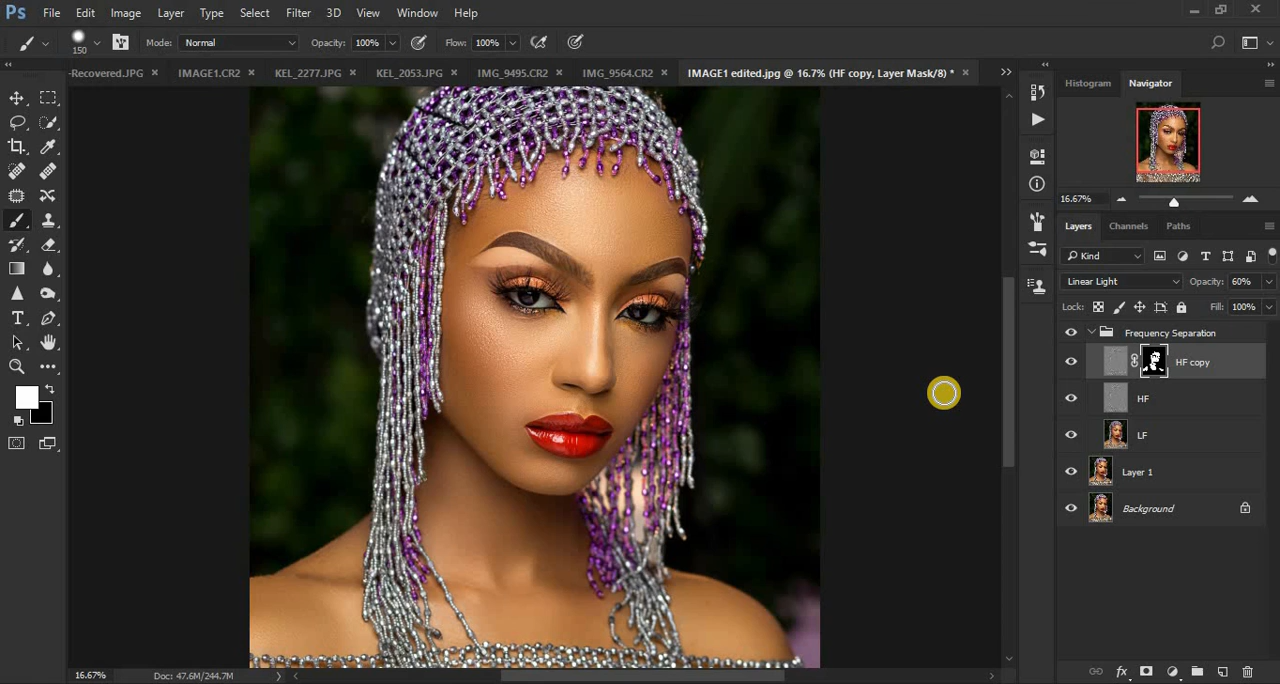 Ps File Edit Image Layer Type Select Filter 3D View Window Help
150 Mode: Normal Opacity: 100% Flow: 100%
-Recovered.JPG × IMAGE1.CR2 × KEL_2277.JPG × KEL_2053.JPG × IMG_9495.CR2 × IMG_9564.CR2 × IMAGE1 edited.jpg @ 16.7% (HF copy, Layer Mask/8) * ×
Histogram Navigator
16.67%
Layers Channels Paths
Kind
Linear Light Opacity: 60%
Lock: Fill: 100%
Frequency Separation
HF copy
HF
LF
Layer 1
Background
16.67% Doc: 47.6M/244.7M